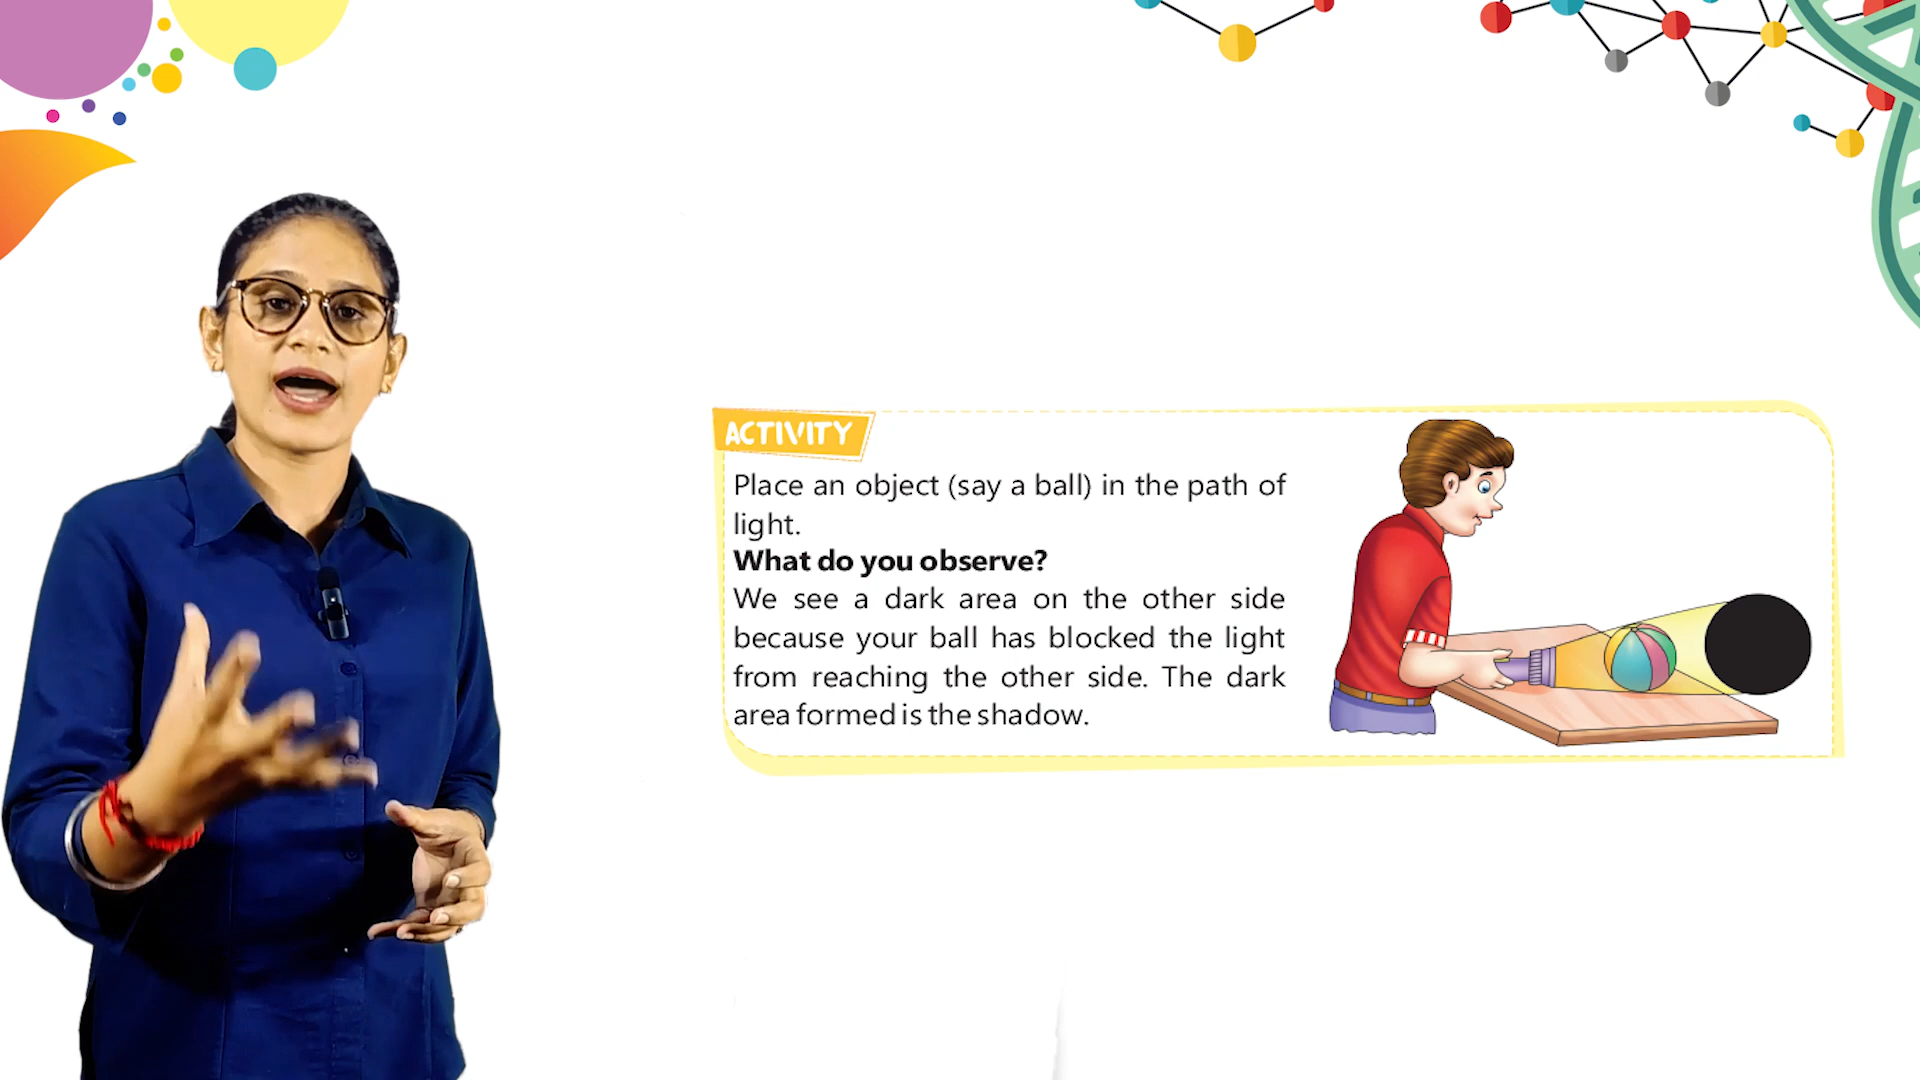 ACTIVITY
Place an object (say a ball) in the path of
light.
What do you observe?
We see a dark area on the other side
because your ball has blocked the light
from reaching the other side. The dark
area formed is the shadow.